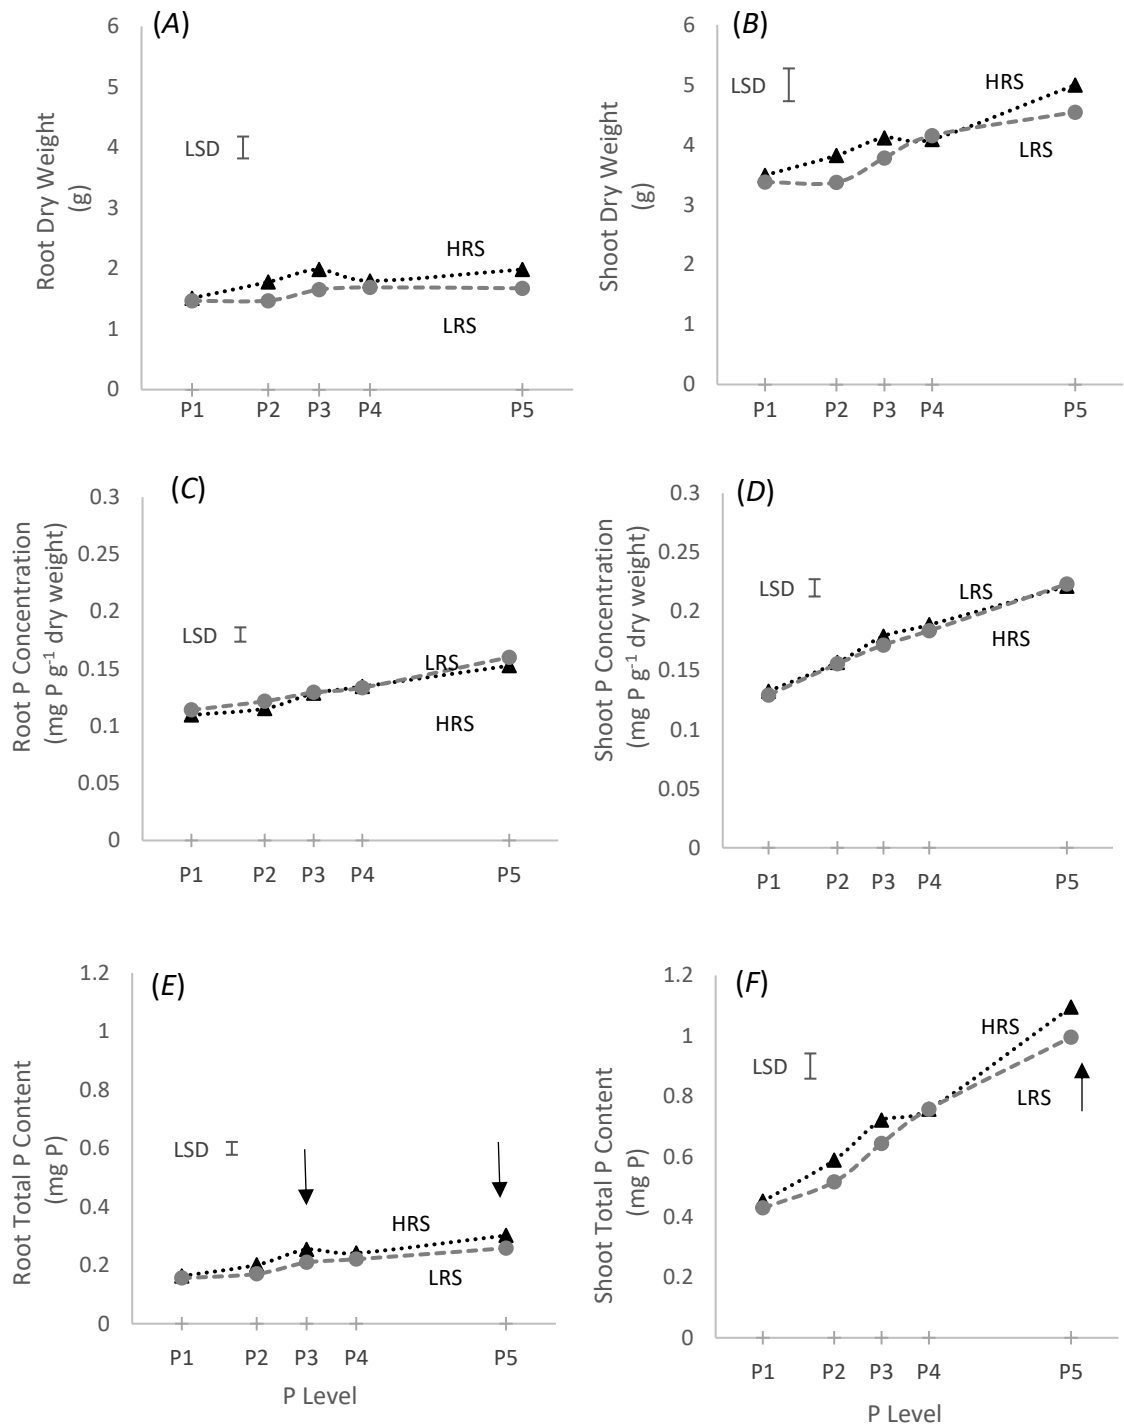 (A)
Root Dry Weight
(g)
6
5
4
3
2
1
0
LSD
HRS
LRS
P1 P2 P3 P4 P5
(B)
Shoot Dry Weight
(g)
6
5
4
3
2
1
0
LSD
HRS
LRS
P1 P2 P3 P4 P5
(C)
Root P Concentration
(mg P g⁻¹ dry weight)
0.3
0.25
0.2
0.15
0.1
0.05
0
LSD
LRS
HRS
P1 P2 P3 P4 P5
(D)
Shoot P Concentration
(mg P g⁻¹ dry weight)
0.3
0.25
0.2
0.15
0.1
0.05
0
LSD
LRS
HRS
P1 P2 P3 P4 P5
(E)
Root Total P Content
(mg P)
1.2
1
0.8
0.6
0.4
0.2
0
LSD
HRS
LRS
P1 P2 P3 P4 P5
P Level
(F)
Shoot Total P Content
(mg P)
1.2
1
0.8
0.6
0.4
0.2
0
LSD
HRS
LRS
P1 P2 P3 P4 P5
P Level